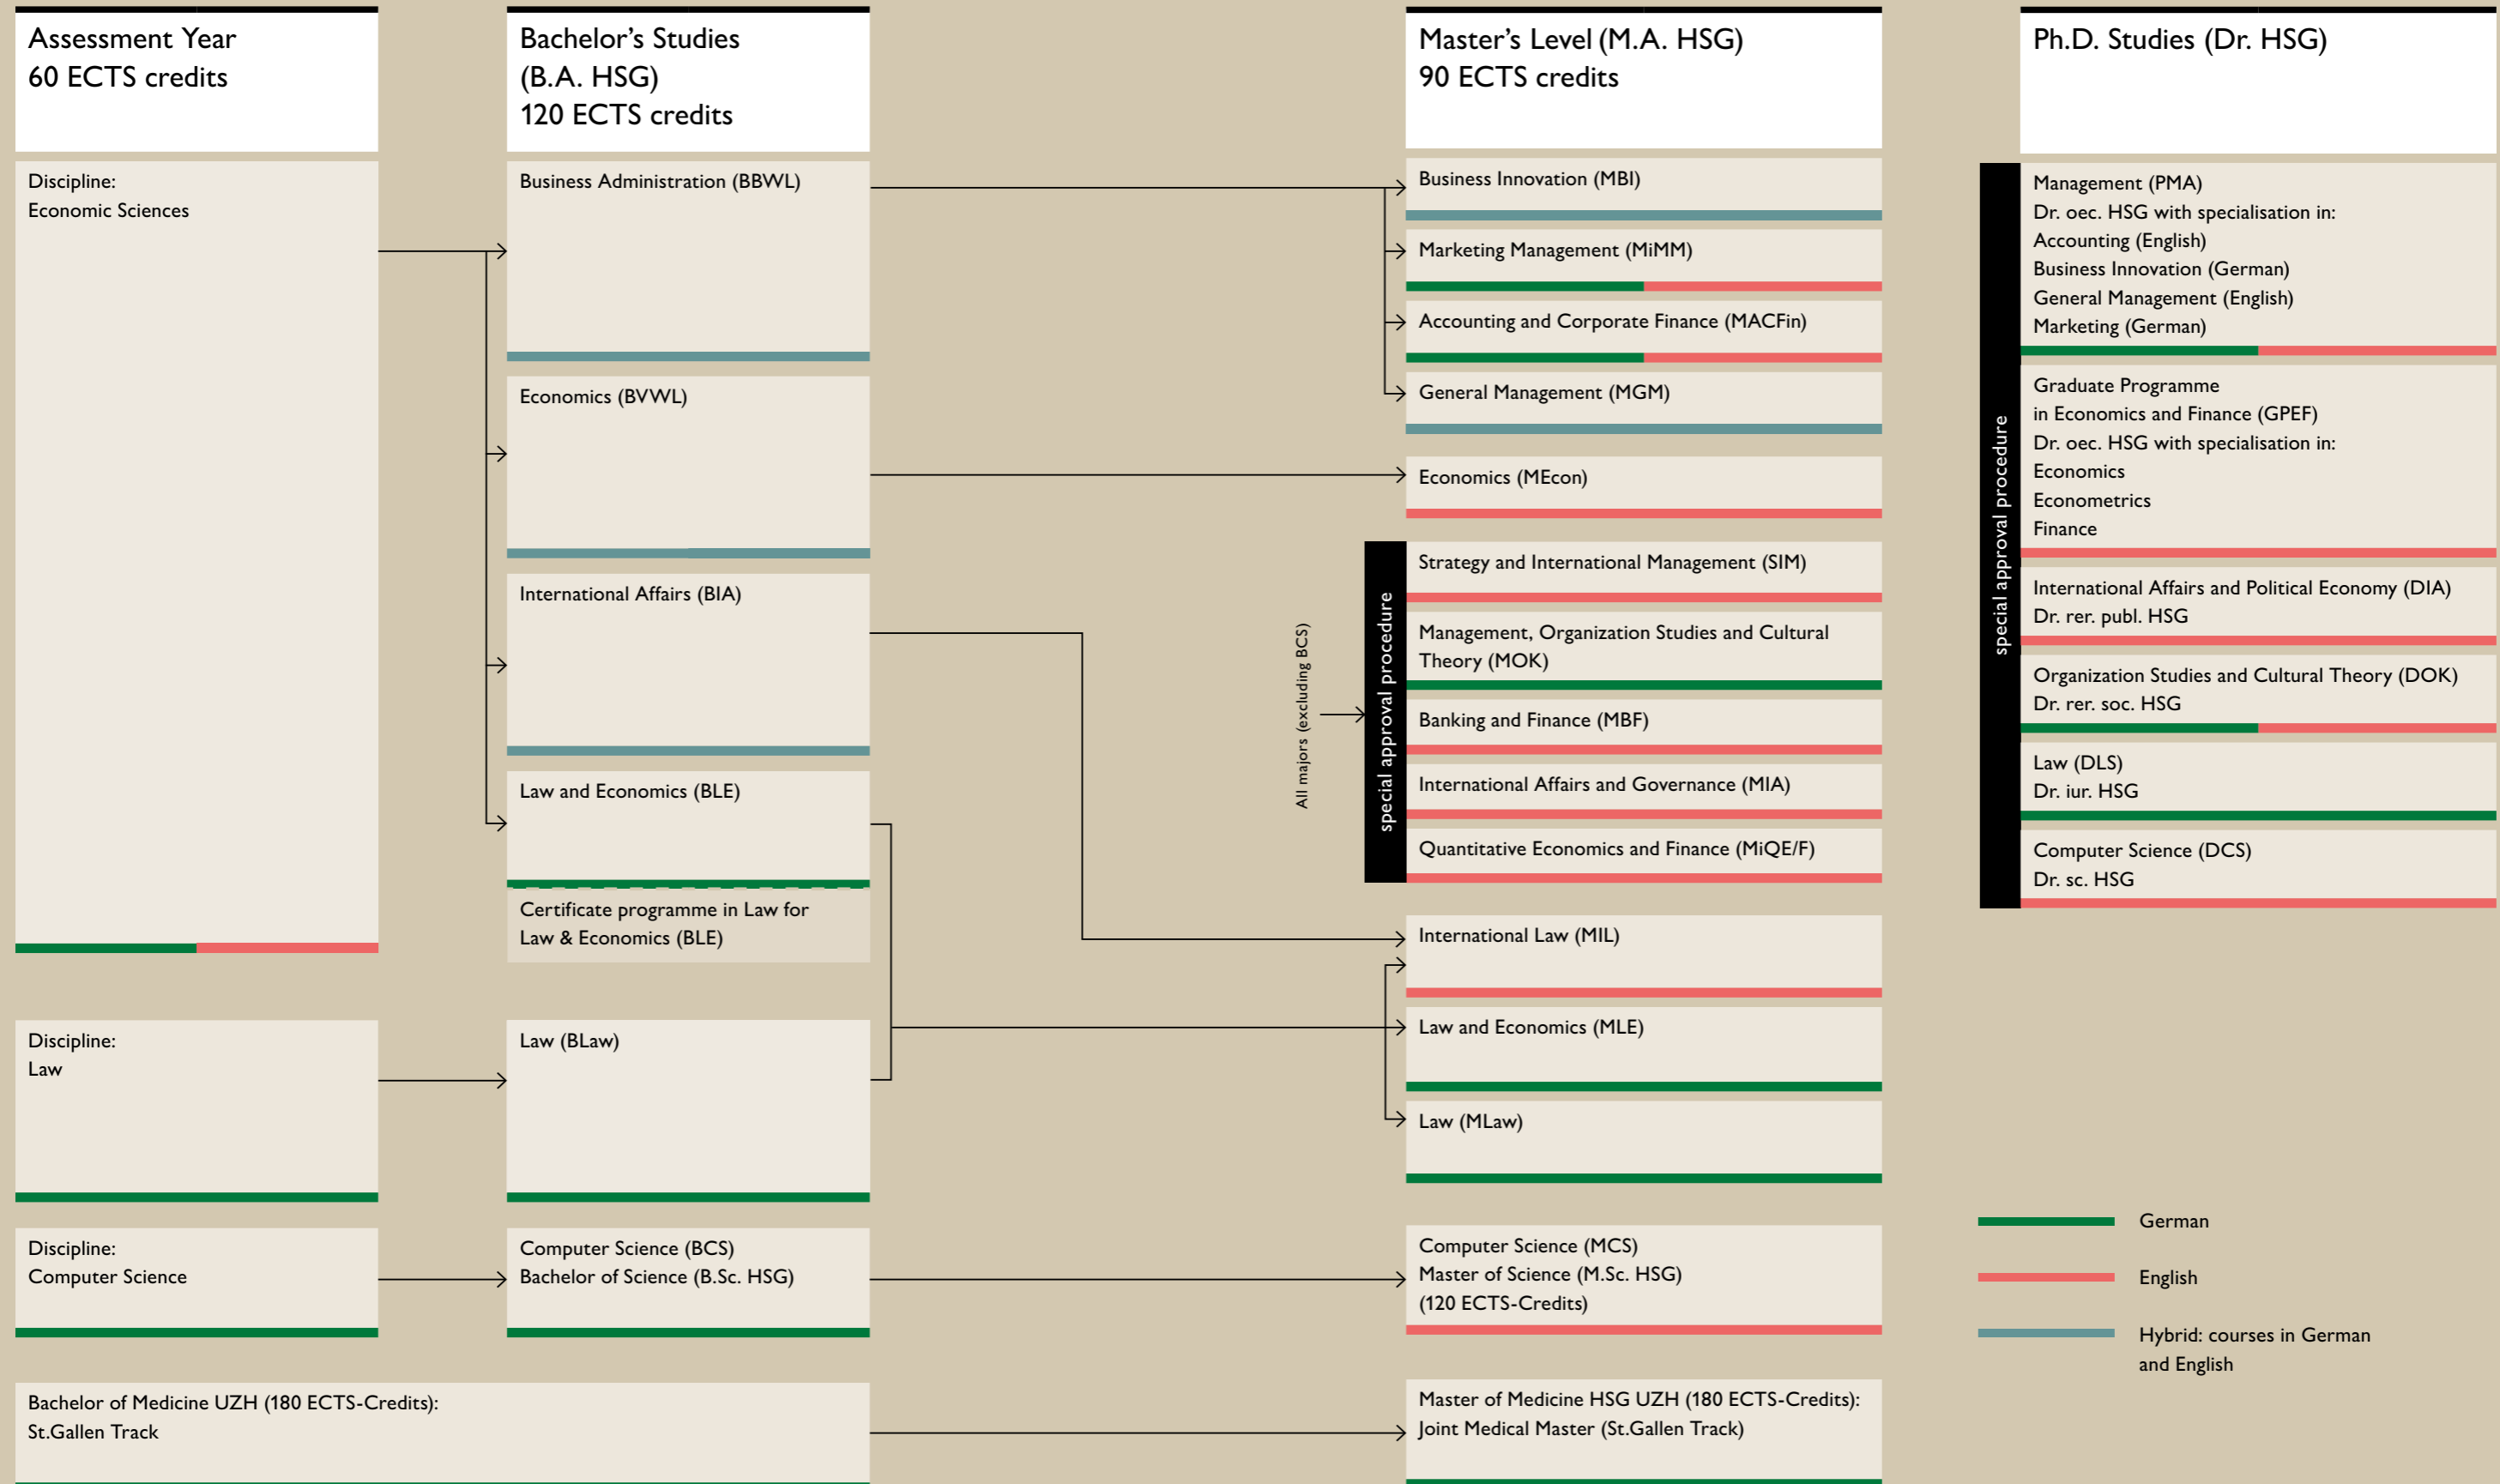 Assessment Year
60 ECTS credits
Discipline:
Economic Sciences
Discipline:
Law
Discipline:
Computer Science
Bachelor of Medicine UZH (180 ECTS-Credits):
St.Gallen Track
Bachelor’s Studies
(B.A. HSG)
120 ECTS credits
Business Administration (BBWL)
Economics (BVWL)
International Affairs (BIA)
Law and Economics (BLE)
Certificate programme in Law for
Law & Economics (BLE)
Law (BLaw)
Computer Science (BCS)
Bachelor of Science (B.Sc. HSG)
Master’s Level (M.A. HSG)
90 ECTS credits
Business Innovation (MBI)
Marketing Management (MiMM)
Accounting and Corporate Finance (MACFin)
General Management (MGM)
Economics (MEcon)
All majors (excluding BCS)
special approval procedure
Strategy and International Management (SIM)
Management, Organization Studies and Cultural
Theory (MOK)
Banking and Finance (MBF)
International Affairs and Governance (MIA)
Quantitative Economics and Finance (MiQE/F)
International Law (MIL)
Law and Economics (MLE)
Law (MLaw)
Computer Science (MCS)
Master of Science (M.Sc. HSG)
(120 ECTS-Credits)
Master of Medicine HSG UZH (180 ECTS-Credits):
Joint Medical Master (St.Gallen Track)
Ph.D. Studies (Dr. HSG)
special approval procedure
Management (PMA)
Dr. oec. HSG with specialisation in:
Accounting (English)
Business Innovation (German)
General Management (English)
Marketing (German)
Graduate Programme
in Economics and Finance (GPEF)
Dr. oec. HSG with specialisation in:
Economics
Econometrics
Finance
International Affairs and Political Economy (DIA)
Dr. rer. publ. HSG
Organization Studies and Cultural Theory (DOK)
Dr. rer. soc. HSG
Law (DLS)
Dr. iur. HSG
Computer Science (DCS)
Dr. sc. HSG
German
English
Hybrid: courses in German
and English